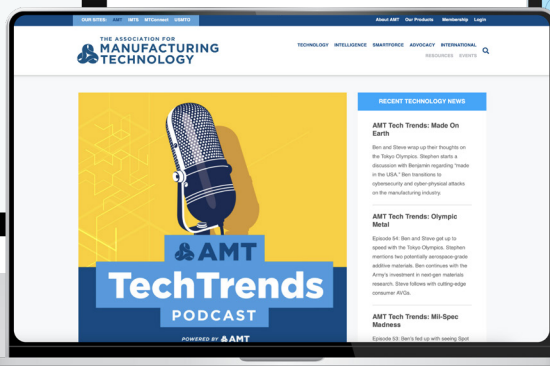 OUR SITES: AMT IMTS MTConnect USMTO
About AMT Our Products Membership Login
THE ASSOCIATION FOR
MANUFACTURING
TECHNOLOGY
TECHNOLOGY INTELLIGENCE SMARTFORCE ADVOCACY INTERNATIONAL
RESOURCES EVENTS
AMT
TechTrends
PODCAST
POWERED BY AMT
RECENT TECHNOLOGY NEWS
AMT Tech Trends: Made On
Earth
Ben and Steve wrap up their thoughts on
the Tokyo Olympics. Stephen starts a
discussion with Benjamin regarding "made
in the USA." Ben transitions to
cybersecurity and cyber-physical attacks
on the manufacturing industry.
AMT Tech Trends: Olympic
Metal
Episode 54: Ben and Steve get up to
speed with the Tokyo Olympics. Stephen
mentions two potentially aerospace-grade
additive materials. Ben continues with the
Army's investment in next-gen materials
research. Steve follows with cutting-edge
consumer AVGs.
AMT Tech Trends: Mil-Spec
Madness
Episode 53: Ben's fed up with seeing Spot